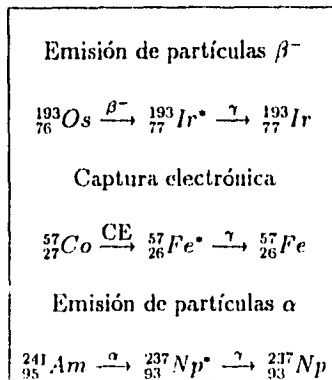 Emisión de partículas β⁻
¹⁹³₇₆Os —β⁻→ ¹⁹³₇₇Ir* —γ→ ¹⁹³₇₇Ir
Captura electrónica
⁵⁷₂₇Co —CE→ ⁵⁷₂₆Fe* —γ→ ⁵⁷₂₆Fe
Emisión de partículas α
²⁴¹₉₅Am —α→ ²³⁷₉₃Np* —γ→ ²³⁷₉₃Np